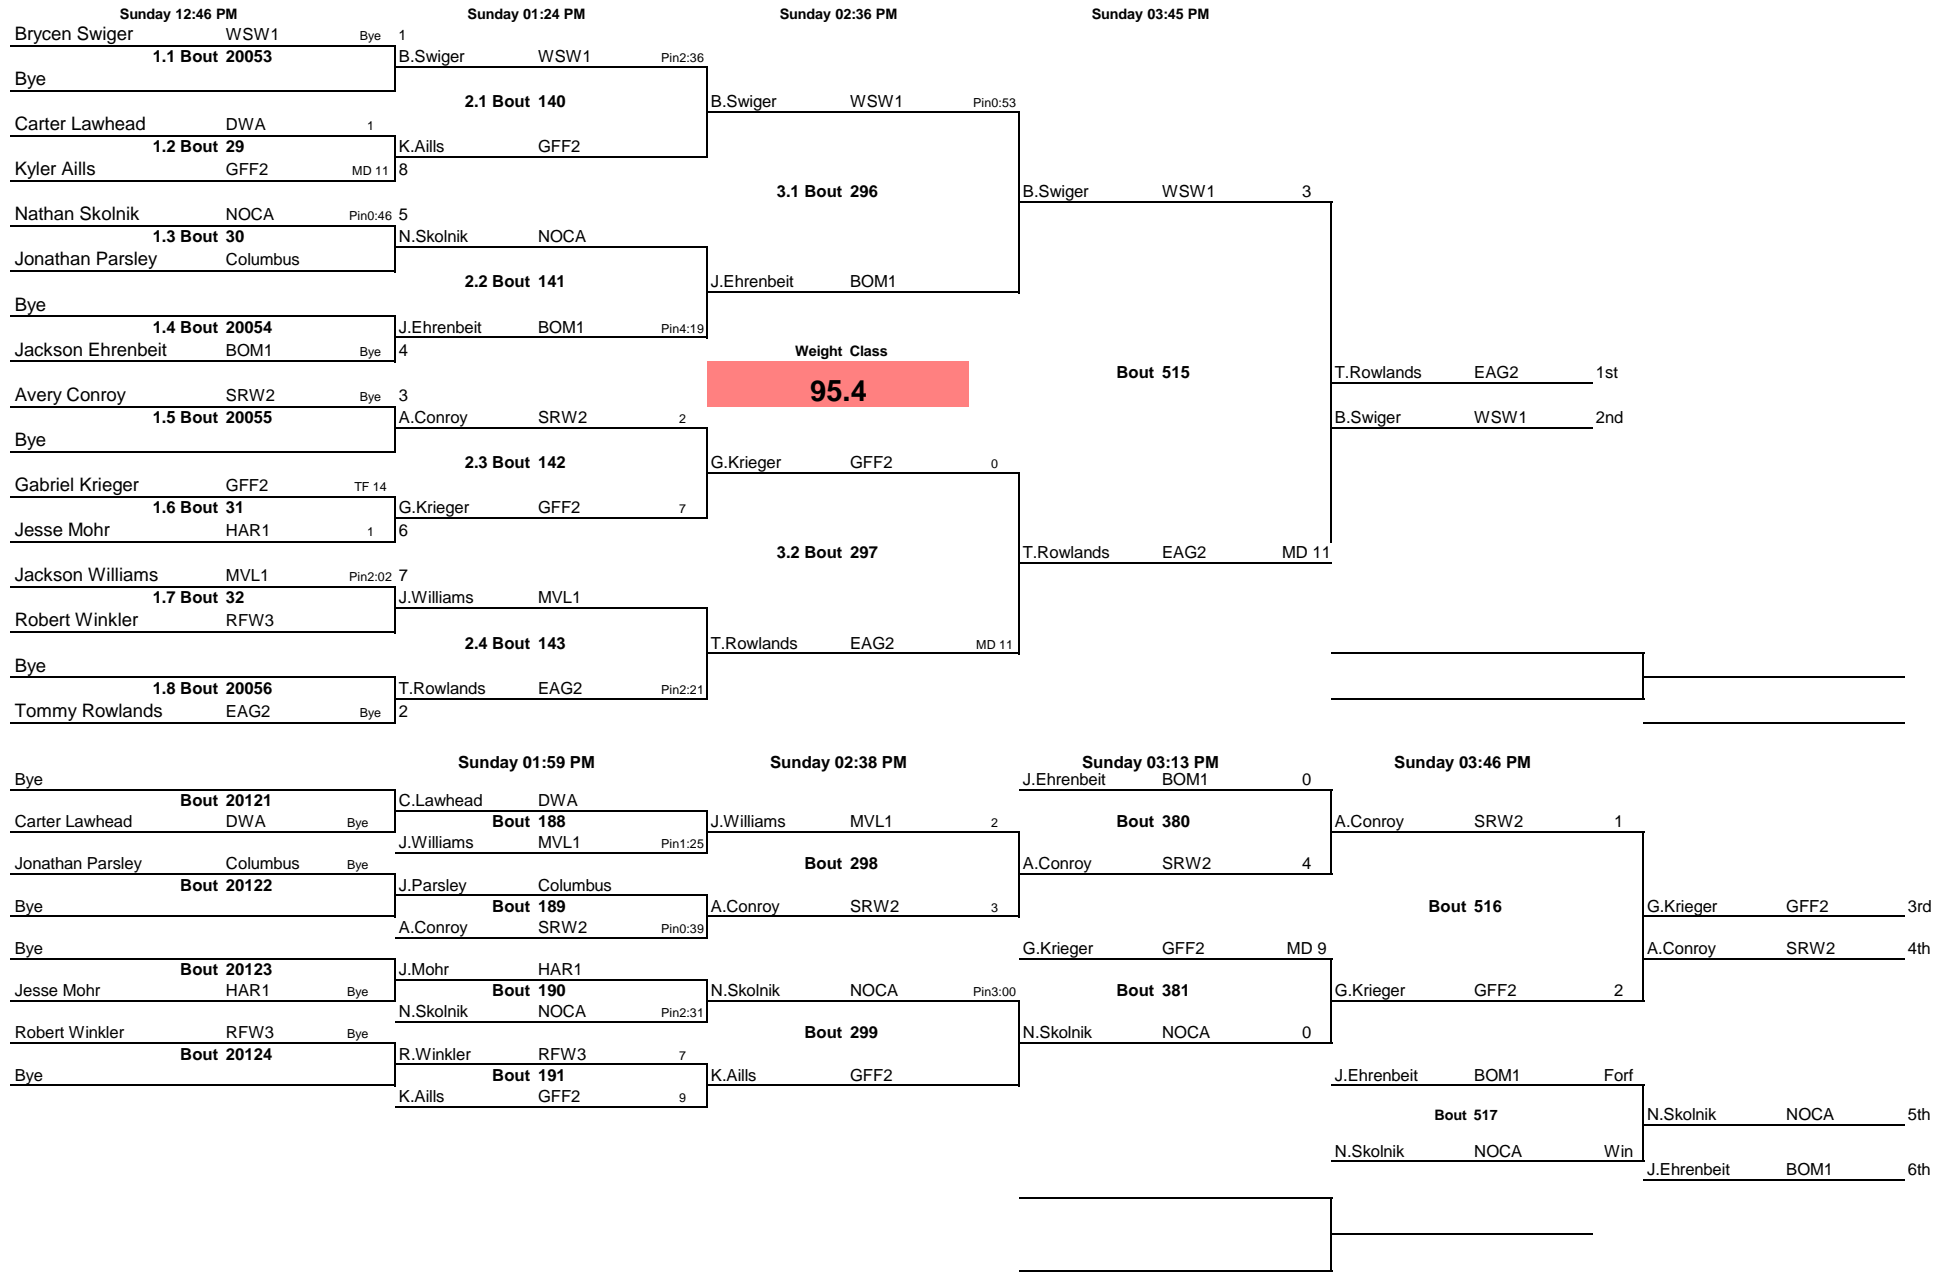 Sunday 12:46 PM Sunday 01:24 PM Sunday 02:36 PM Sunday 03:45 PM
Brycen Swiger WSW1 Bye 1
1.1 Bout 20053 B.Swiger WSW1 Pin2:36
Bye
2.1 Bout 140 B.Swiger WSW1 Pin0:53
Carter Lawhead DWA 1
1.2 Bout 29 K.Aills GFF2
Kyler Aills GFF2 MD 11 8
3.1 Bout 296 B.Swiger WSW1 3
Nathan Skolnik NOCA Pin0:46 5
1.3 Bout 30 N.Skolnik NOCA
Jonathan Parsley Columbus
2.2 Bout 141 J.Ehrenbeit BOM1
Bye
1.4 Bout 20054 J.Ehrenbeit BOM1 Pin4:19
Jackson Ehrenbeit BOM1 Bye 4 Weight Class
Bout 515 T.Rowlands EAG2 1st
Avery Conroy SRW2 Bye 3 95.4
1.5 Bout 20055 A.Conroy SRW2 2 B.Swiger WSW1 2nd
Bye
2.3 Bout 142 G.Krieger GFF2 0
Gabriel Krieger GFF2 TF 14
1.6 Bout 31 G.Krieger GFF2 7
Jesse Mohr HAR1 1 6
3.2 Bout 297 T.Rowlands EAG2 MD 11
Jackson Williams MVL1 Pin2:02 7
1.7 Bout 32 J.Williams MVL1
Robert Winkler RFW3
2.4 Bout 143 T.Rowlands EAG2 MD 11
Bye
1.8 Bout 20056 T.Rowlands EAG2 Pin2:21
Tommy Rowlands EAG2 Bye 2
Sunday 01:59 PM Sunday 02:38 PM Sunday 03:13 PM Sunday 03:46 PM
Bye J.Ehrenbeit BOM1 0
Bout 20121 C.Lawhead DWA
Carter Lawhead DWA Bye Bout 188 J.Williams MVL1 2 Bout 380 A.Conroy SRW2 1
J.Williams MVL1 Pin1:25
Jonathan Parsley Columbus Bye Bout 298 A.Conroy SRW2 4
Bout 20122 J.Parsley Columbus
Bye Bout 189 A.Conroy SRW2 3 Bout 516 G.Krieger GFF2 3rd
A.Conroy SRW2 Pin0:39
Bye G.Krieger GFF2 MD 9 A.Conroy SRW2 4th
Bout 20123 J.Mohr HAR1
Jesse Mohr HAR1 Bye Bout 190 N.Skolnik NOCA Pin3:00 Bout 381 G.Krieger GFF2 2
N.Skolnik NOCA Pin2:31
Robert Winkler RFW3 Bye Bout 299 N.Skolnik NOCA 0
Bout 20124 R.Winkler RFW3 7
Bye Bout 191 K.Aills GFF2 J.Ehrenbeit BOM1 Forf
K.Aills GFF2 9
Bout 517 N.Skolnik NOCA 5th
N.Skolnik NOCA Win
J.Ehrenbeit BOM1 6th